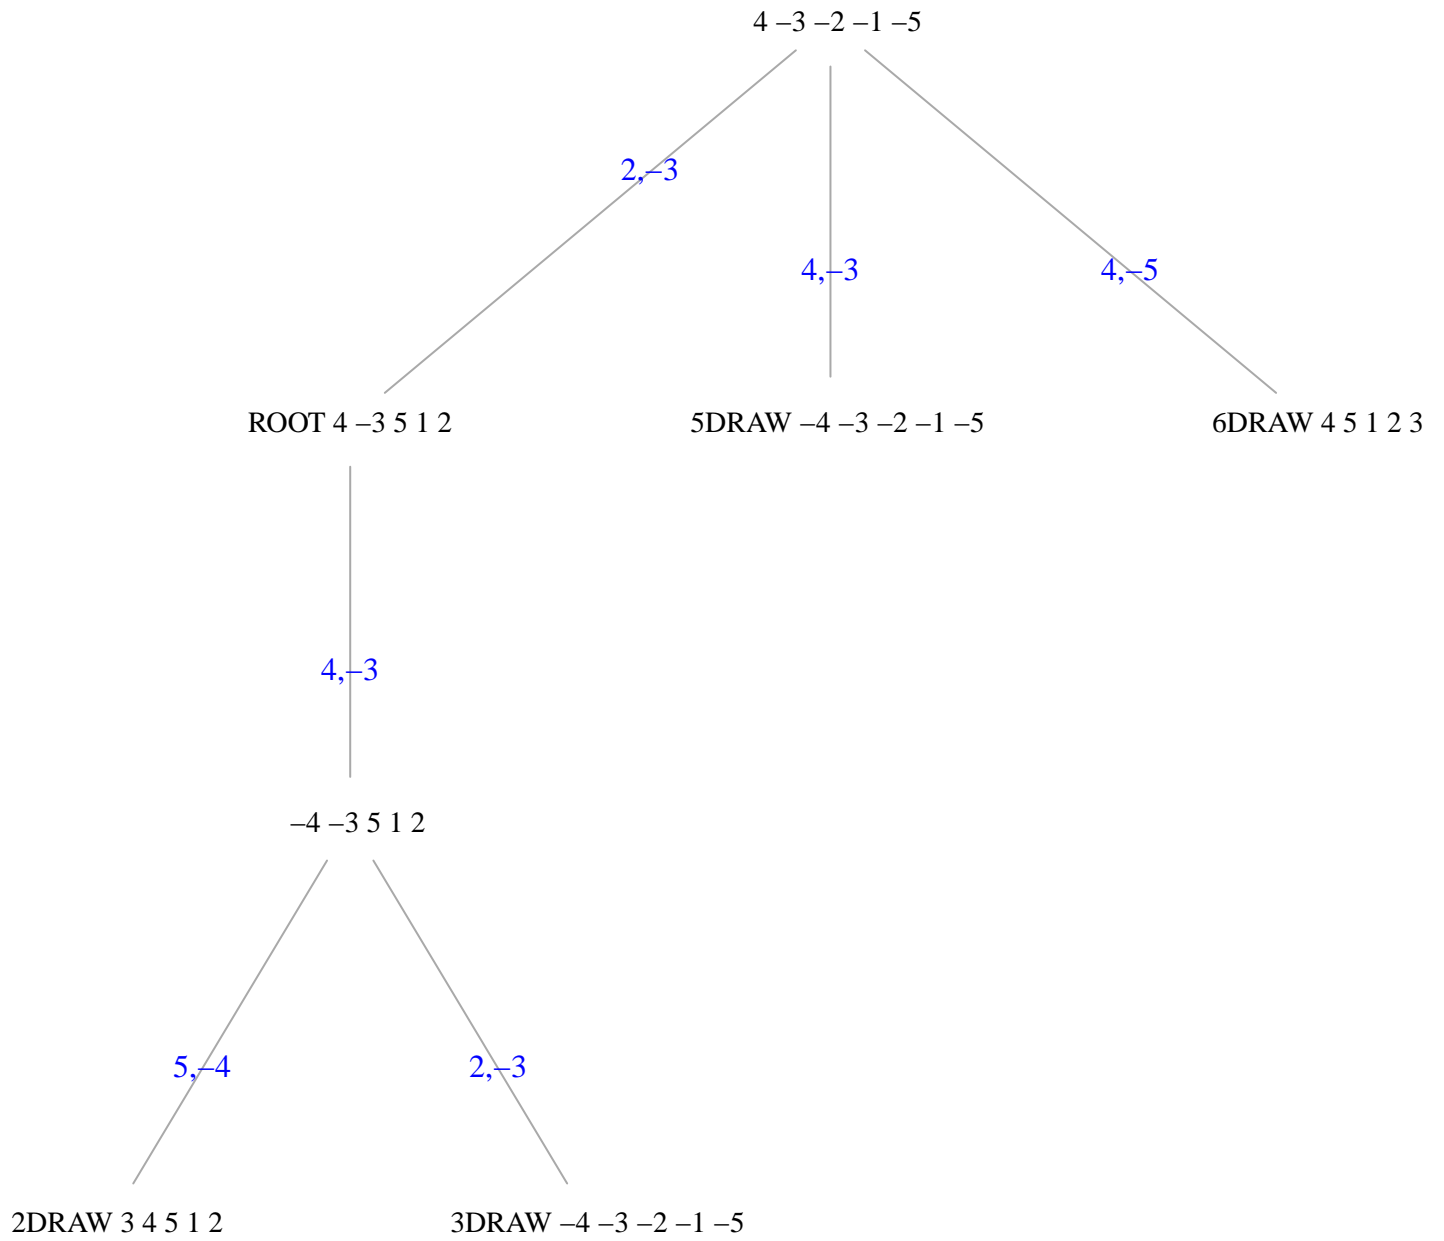 4 –3 –2 –1 –5
2,–3
4,–3
4,–5
ROOT 4 –3 5 1 2
5DRAW –4 –3 –2 –1 –5
6DRAW 4 5 1 2 3
4,–3
–4 –3 5 1 2
5,–4
2,–3
2DRAW 3 4 5 1 2
3DRAW –4 –3 –2 –1 –5